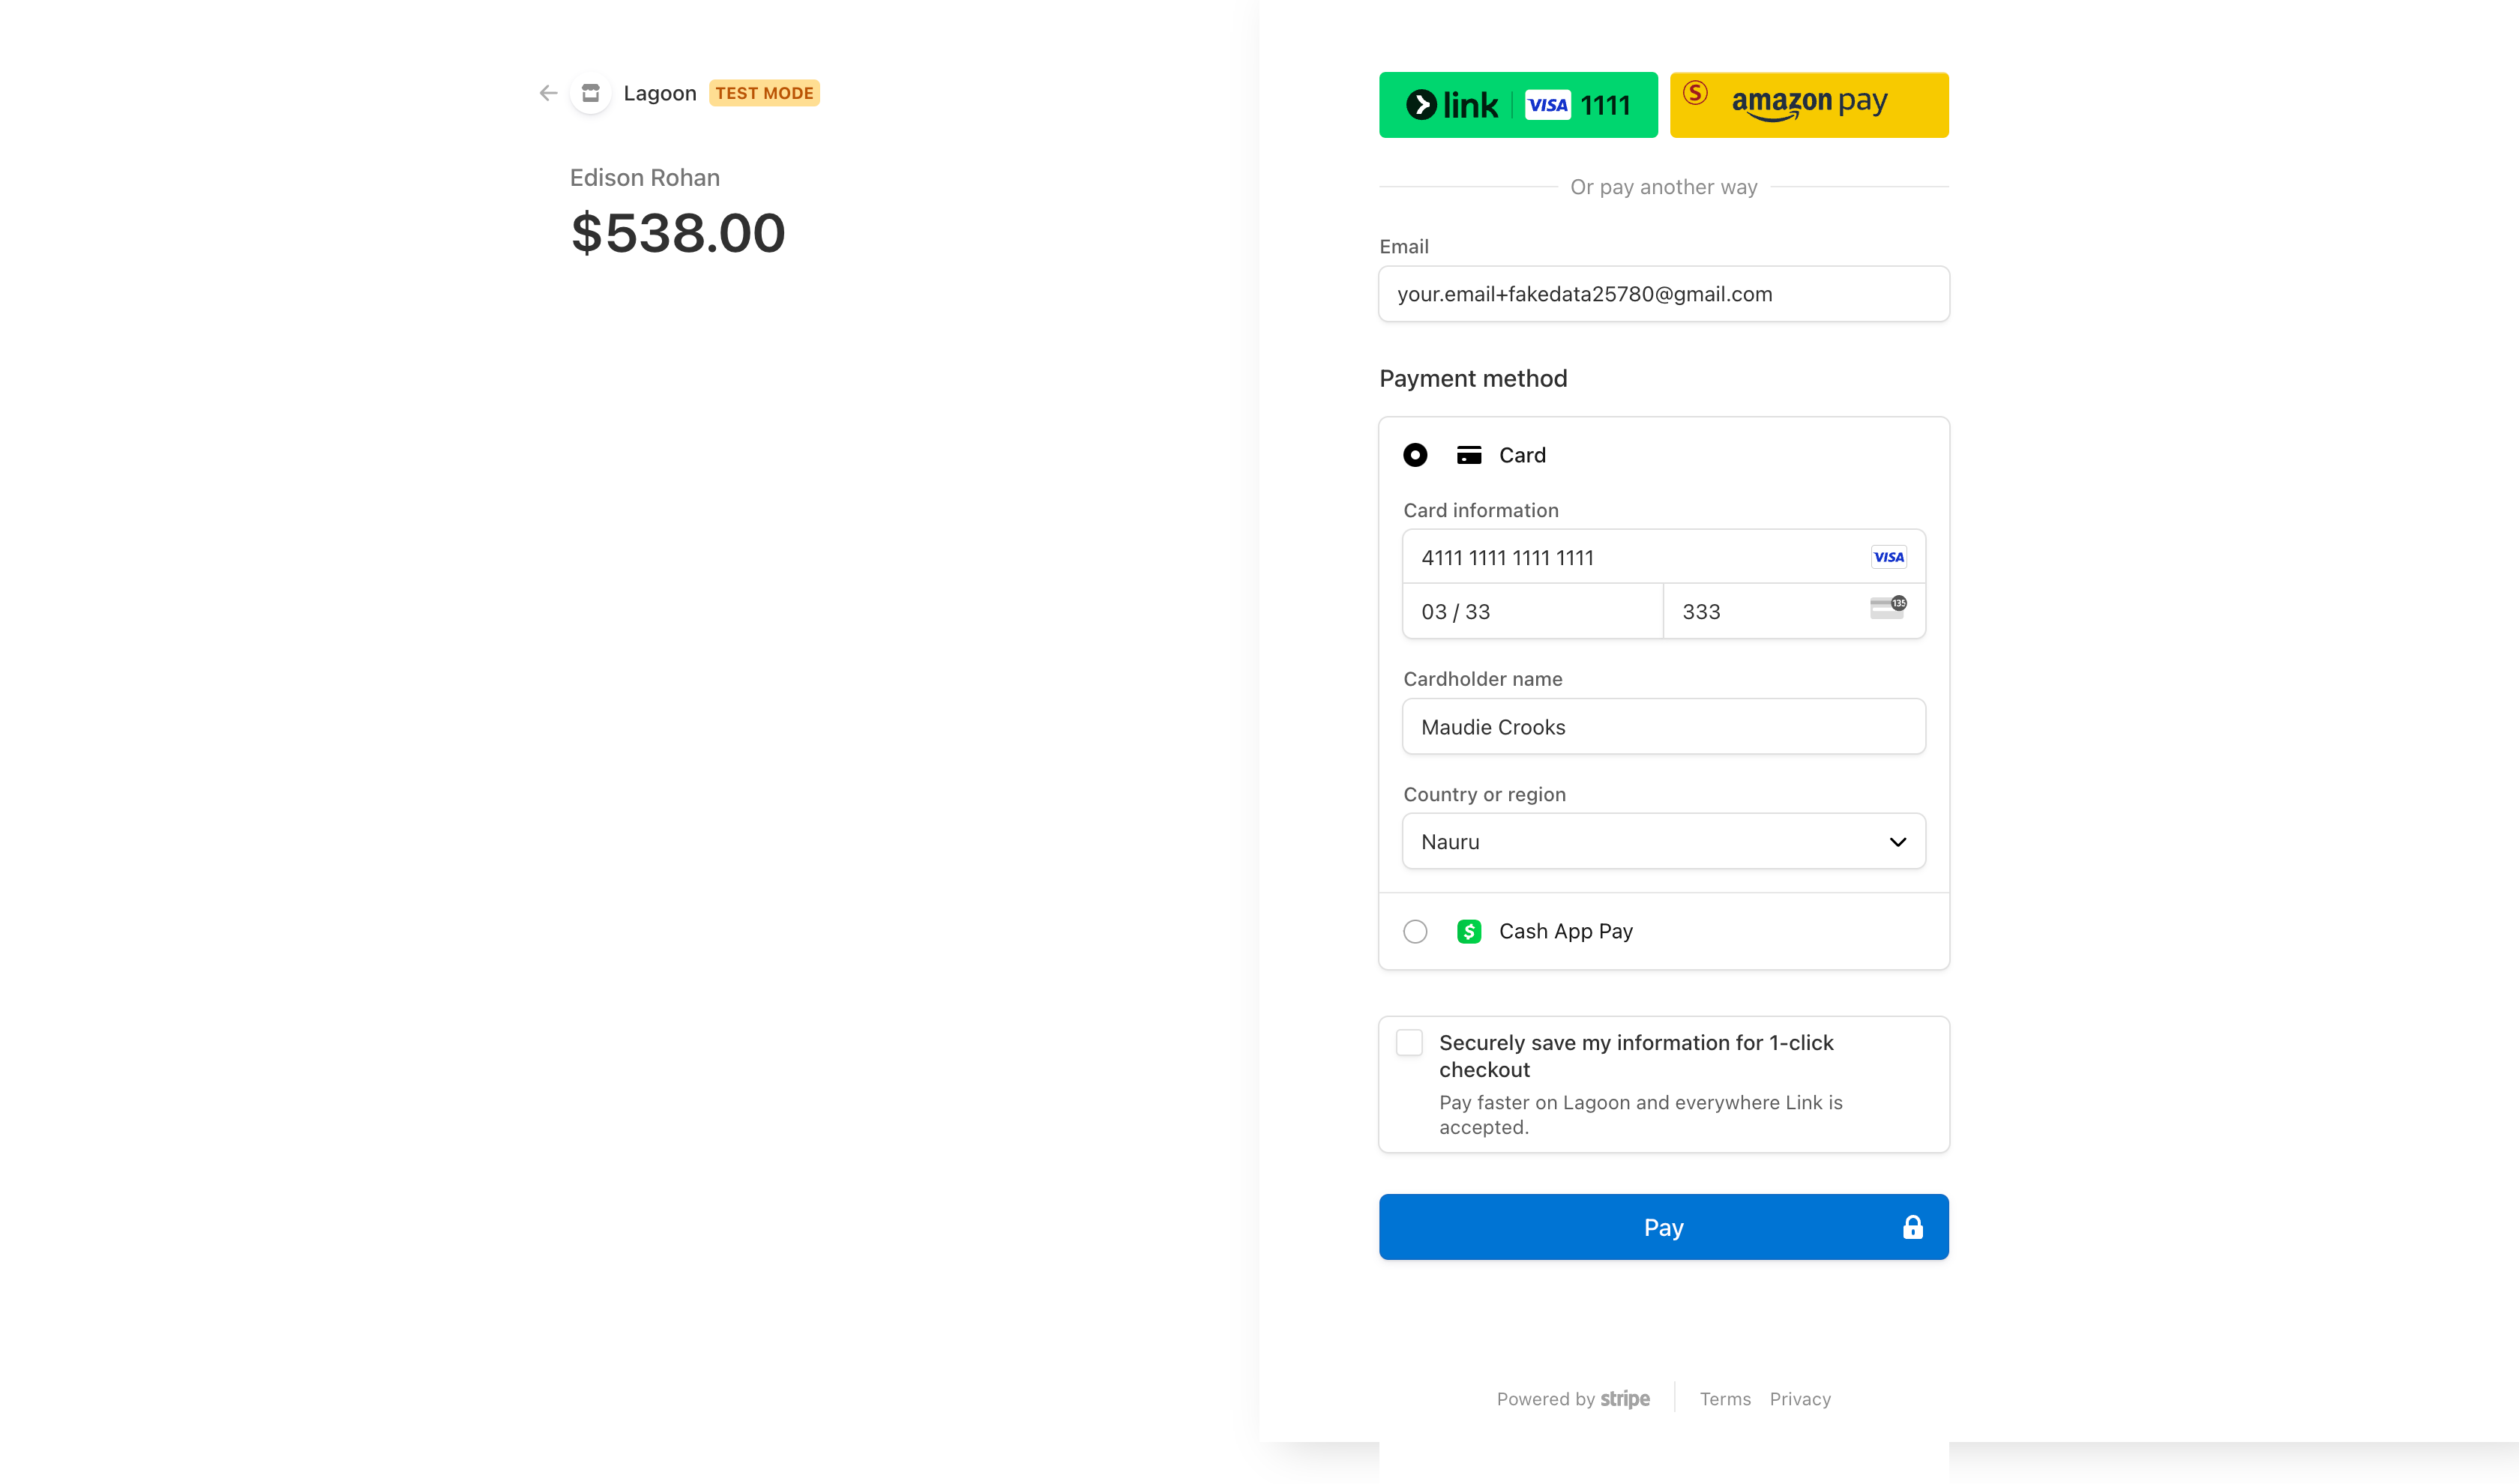 Lagoon TEST MODE
Edison Rohan
$538.00
link VISA 1111
S amazon pay
Or pay another way
Email
your.email+fakedata25780@gmail.com
Payment method
Card
Card information
4111 1111 1111 1111 VISA
03 / 33 333 135
Cardholder name
Maudie Crooks
Country or region
Nauru
$ Cash App Pay
Securely save my information for 1-click
checkout
Pay faster on Lagoon and everywhere Link is
accepted.
Pay
Powered by stripe Terms Privacy